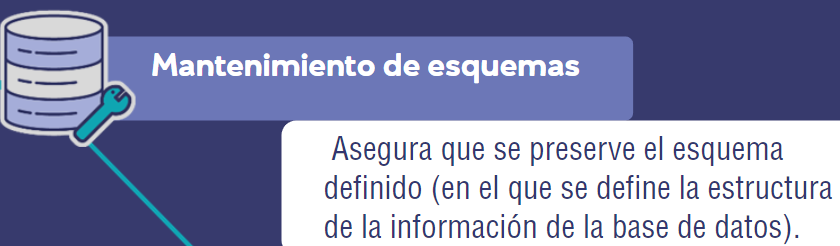 Mantenimiento de esquemas
Asegura que se preserve el esquema
definido (en el que se define la estructura
de la información de la base de datos).